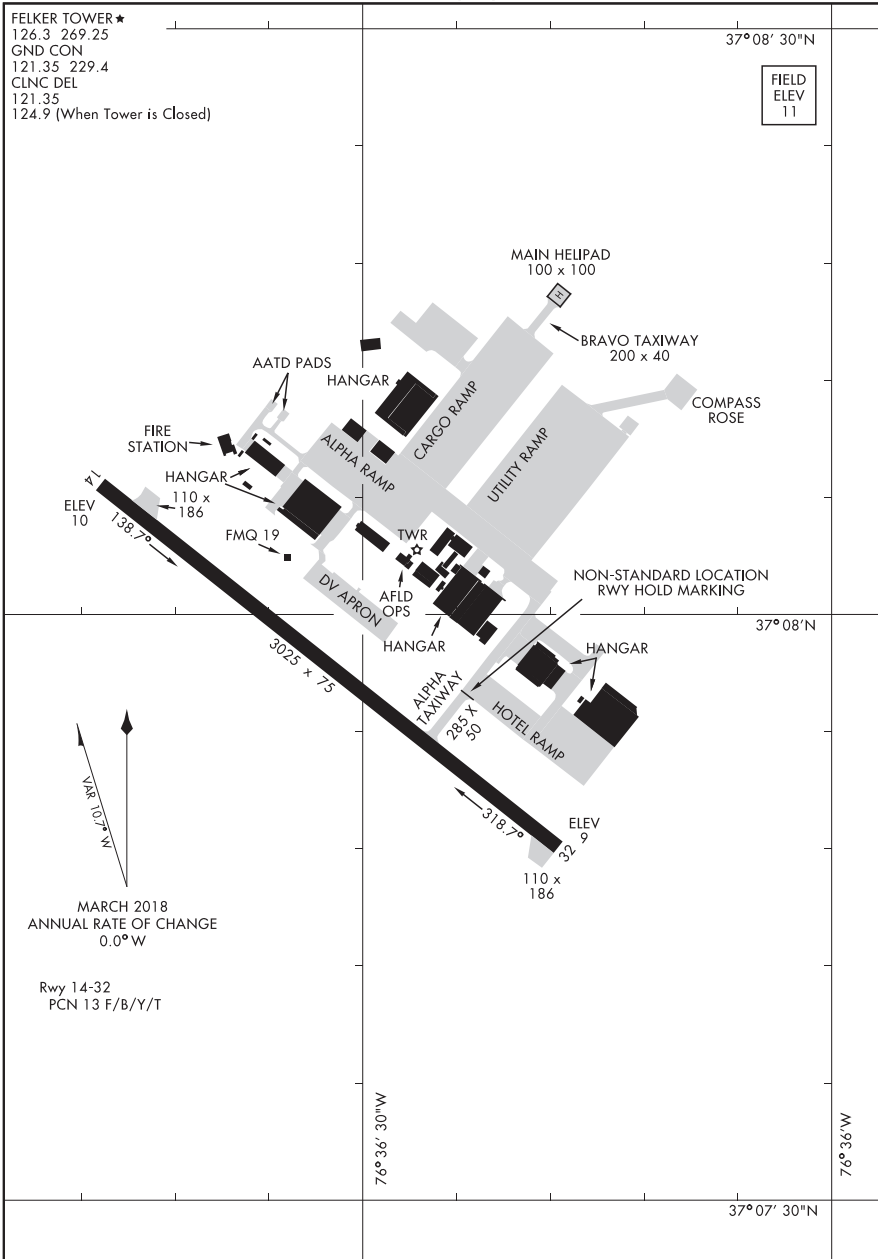 FELKER TOWER★
126.3 269.25
GND CON
121.35 229.4
CLNC DEL
121.35
124.9 (When Tower is Closed)
37°08' 30"N
FIELD
ELEV
11
MAIN HELIPAD
100 x 100
H
BRAVO TAXIWAY
200 x 40
AATD PADS
HANGAR
CARGO RAMP
COMPASS
ROSE
FIRE
STATION
ALPHA RAMP
UTILITY RAMP
HANGAR
14
ELEV
10
110 x
186
138.7°
FMQ 19
TWR
DV APRON
AFLD
OPS
NON-STANDARD LOCATION
RWY HOLD MARKING
37°08'N
HANGAR
HANGAR
3025 x 75
ALPHA
TAXIWAY
285 X
50
HOTEL RAMP
VAR 10.7° W
318.7°
ELEV
9
32
110 x
186
MARCH 2018
ANNUAL RATE OF CHANGE
0.0° W
Rwy 14-32
PCN 13 F/B/Y/T
76°36' 30"W
76°36'W
37°07' 30"N